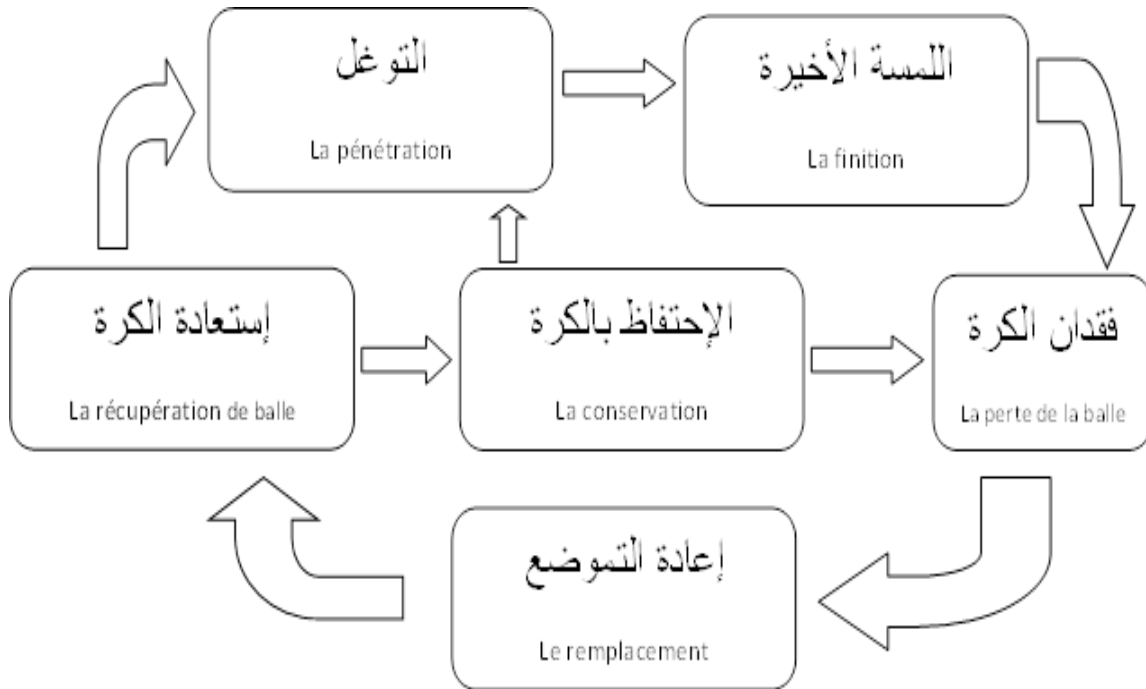 التوغل
La pénétration
اللمسة الأخيرة
La finition
إستعادة الكرة
La récupération de balle
الإحتفاظ بالكرة
La conservation
فقدان الكرة
La perte de la balle
إعادة التموضع
Le remplacement